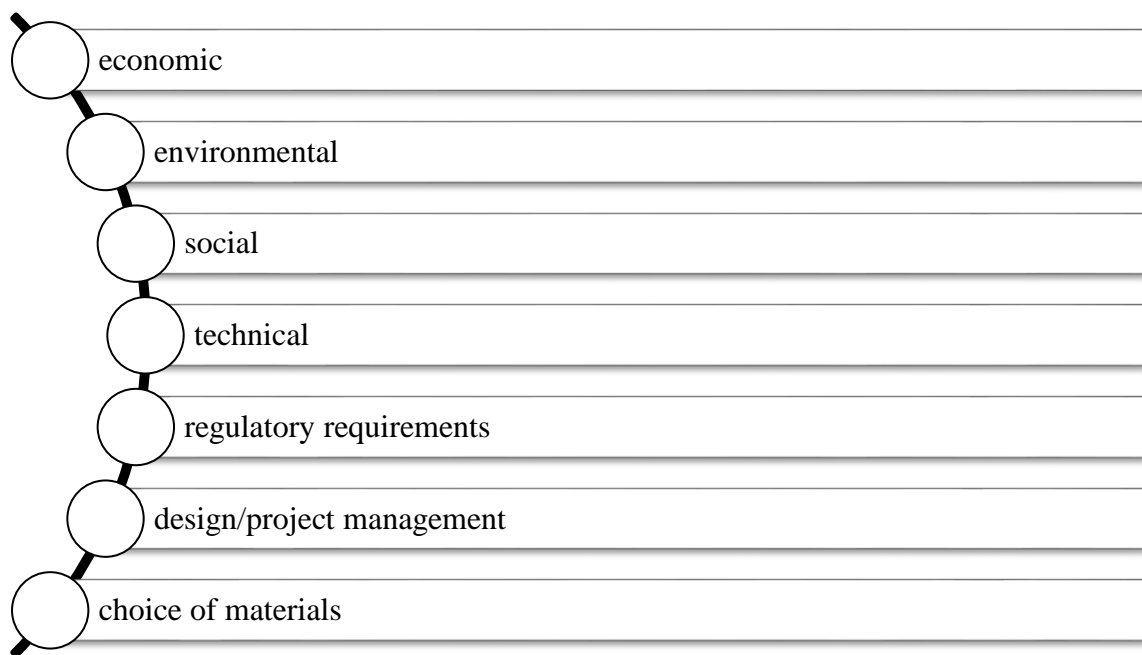 economic
environmental
social
technical
regulatory requirements
design/project management
choice of materials